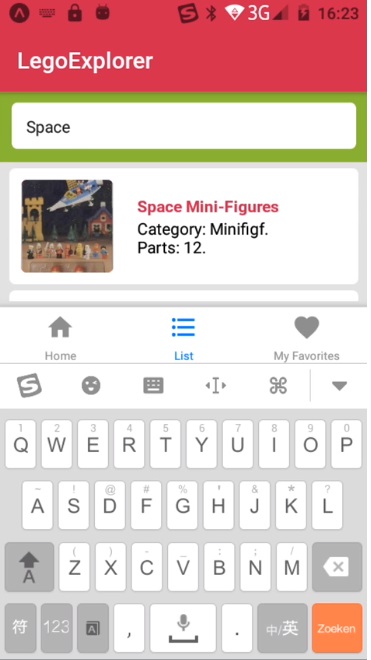 3G 16:23
LegoExplorer
Space
Space Mini-Figures
Category: Minifigf.
Parts: 12.
Home List My Favorites
1 2 3 4 5 6 7 8 9 0
Q W E R T Y U I O P
~ ! @ # % ' & * ?
A S D F G H J K L
( ) - _ : ; /
A Z X C V B N M
符 123 , . 中/英 Zoeken